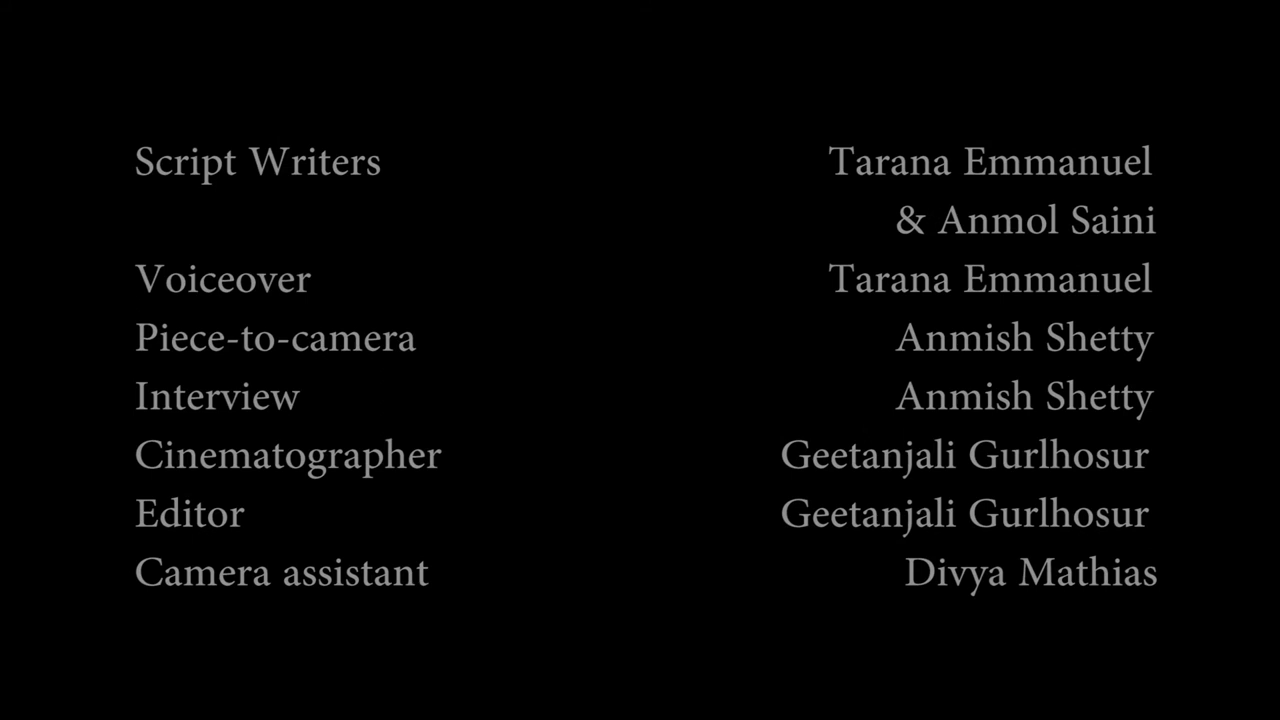 Script Writers Tarana Emmanuel
& Anmol Saini
Voiceover Tarana Emmanuel
Piece-to-camera Anmish Shetty
Interview Anmish Shetty
Cinematographer Geetanjali Gurlhosur
Editor Geetanjali Gurlhosur
Camera assistant Divya Mathias